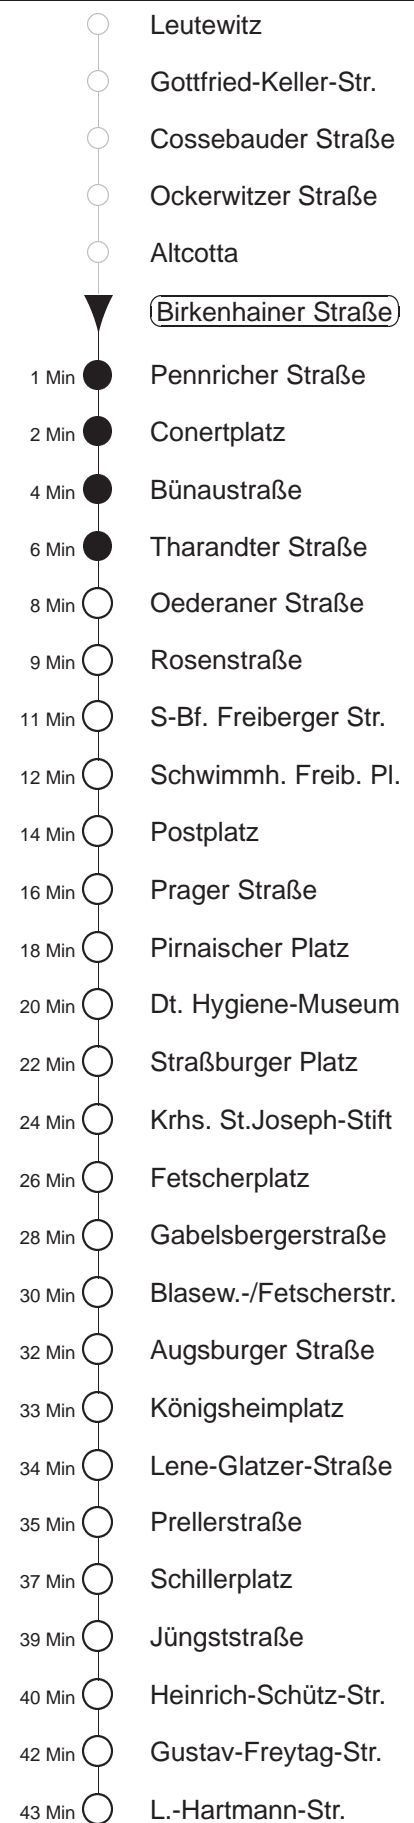 Leutewitz
Gottfried-Keller-Str.
Cossebauder Straße
Ockerwitzer Straße
Altcotta
Birkenhainer Straße
1 Min Pennricher Straße
2 Min Conertplatz
4 Min Bünaustraße
6 Min Tharandter Straße
8 Min Oederaner Straße
9 Min Rosenstraße
11 Min S-Bf. Freiberger Str.
12 Min Schwimmh. Freib. Pl.
14 Min Postplatz
16 Min Prager Straße
18 Min Pirnaischer Platz
20 Min Dt. Hygiene-Museum
22 Min Straßburger Platz
24 Min Krhs. St.Joseph-Stift
26 Min Fetscherplatz
28 Min Gabelsbergerstraße
30 Min Blasew.-/Fetscherstr.
32 Min Augsburger Straße
33 Min Königsheimplatz
34 Min Lene-Glatzer-Straße
35 Min Prellerstraße
37 Min Schillerplatz
39 Min Jüngststraße
40 Min Heinrich-Schütz-Str.
42 Min Gustav-Freytag-Str.
43 Min L.-Hartmann-Str.